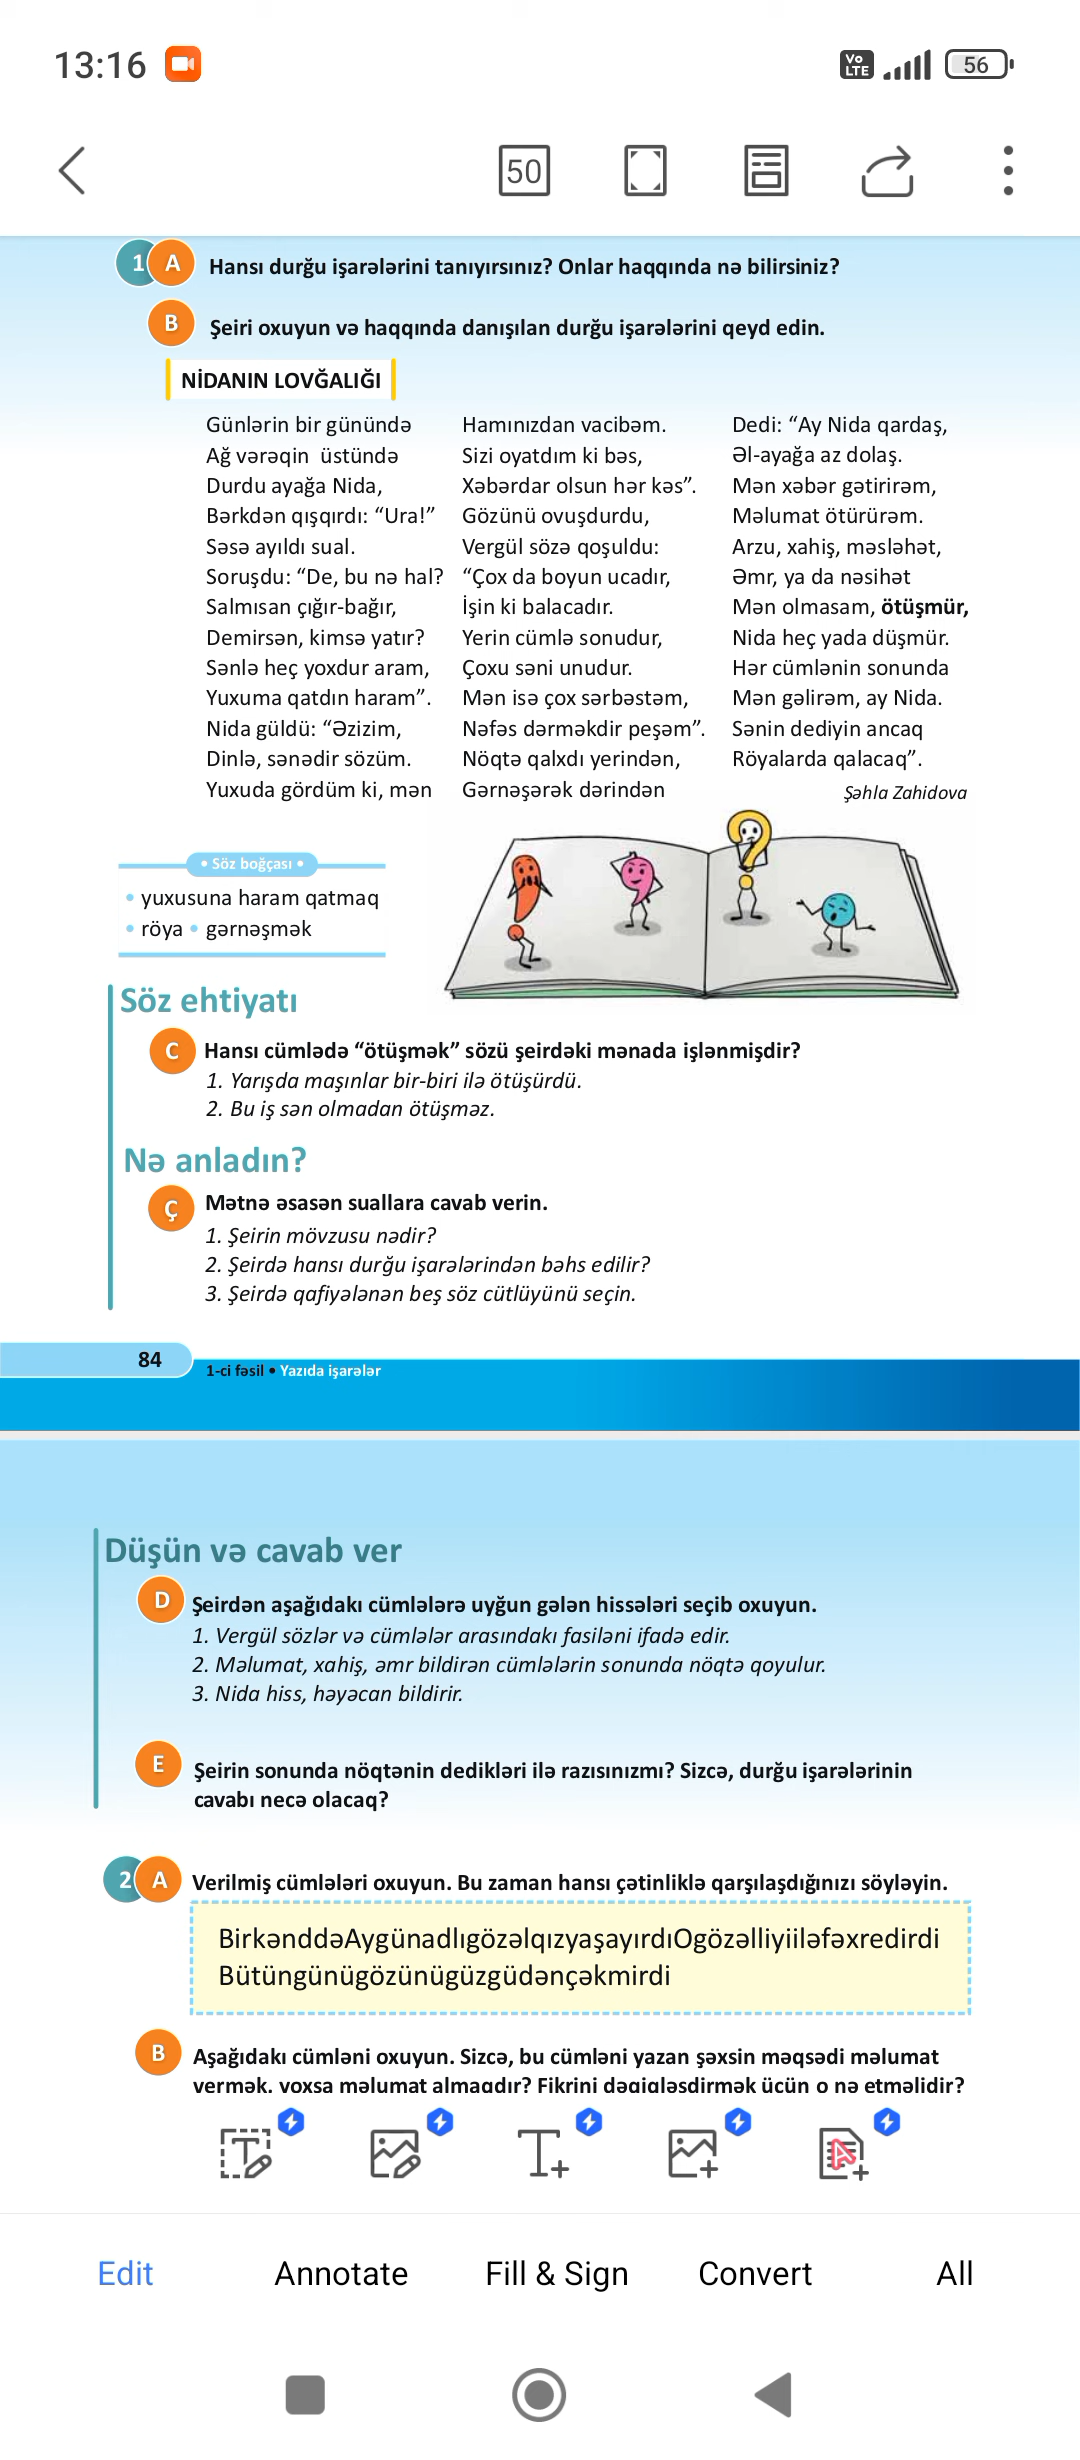 13:16
Vo LTE
56
50
1 A Hansı durğu işarələrini tanıyırsınız? Onlar haqqında nə bilirsiniz?
B Şeiri oxuyun və haqqında danışılan durğu işarələrini qeyd edin.
NİDANIN LOVĞALIĞI
Günlərin bir günündə
Ağ vərəqin üstündə
Durdu ayağa Nida,
Bərkdən qışqırdı: “Ura!”
Səsə ayıldı sual.
Soruşdu: “De, bu nə hal?
Salmısan çığır-bağır,
Demirsən, kimsə yatır?
Sənlə heç yoxdur aram,
Yuxuma qatdın haram”.
Nida güldü: “Əzizim,
Dinlə, sənədir sözüm.
Yuxuda gördüm ki, mən
Hamınızdan vacibəm.
Sizi oyatdım ki bəs,
Xəbərdar olsun hər kəs”.
Gözünü ovuşdurdu,
Vergül sözə qoşuldu:
“Çox da boyun ucadır,
İşin ki balacadır.
Yerin cümlə sonudur,
Çoxu səni unudur.
Mən isə çox sərbəstəm,
Nəfəs dərməkdir peşəm”.
Nöqtə qalxdı yerindən,
Gərnəşərək dərindən
Dedi: “Ay Nida qardaş,
Əl-ayağa az dolaş.
Mən xəbər gətirirəm,
Məlumat ötürürəm.
Arzu, xahiş, məsləhət,
Əmr, ya da nəsihət
Mən olmasam, ötüşmür,
Nida heç yada düşmür.
Hər cümlənin sonunda
Mən gəlirəm, ay Nida.
Sənin dediyin ancaq
Röyalarda qalacaq”.
Şəhla Zahidova
• Söz boğçası •
• yuxusuna haram qatmaq
• röya • gərnəşmək
Söz ehtiyatı
C Hansı cümlədə “ötüşmək” sözü şeirdəki mənada işlənmişdir?
1. Yarışda maşınlar bir-biri ilə ötüşürdü.
2. Bu iş sən olmadan ötüşməz.
Nə anladın?
Ç Mətnə əsasən suallara cavab verin.
1. Şeirin mövzusu nədir?
2. Şeirdə hansı durğu işarələrindən bəhs edilir?
3. Şeirdə qafiyələnən beş söz cütlüyünü seçin.
84
1-ci fəsil • Yazıda işarələr
Düşün və cavab ver
D Şeirdən aşağıdakı cümlələrə uyğun gələn hissələri seçib oxuyun.
1. Vergül sözlər və cümlələr arasındakı fasiləni ifadə edir.
2. Məlumat, xahiş, əmr bildirən cümlələrin sonunda nöqtə qoyulur.
3. Nida hiss, həyəcan bildirir.
E Şeirin sonunda nöqtənin dedikləri ilə razısınızmı? Sizcə, durğu işarələrinin
cavabı necə olacaq?
2 A Verilmiş cümlələri oxuyun. Bu zaman hansı çətinliklə qarşılaşdığınızı söyləyin.
BirkənddəAygünadlıgözəlqızyaşayırdıOgözəlliyiiləfəxredirdi
Bütüngünügözünügüzgüdənçəkmirdi
B Aşağıdakı cümləni oxuyun. Sizcə, bu cümləni yazan şəxsin məqsədi məlumat
vermək, yoxsa məlumat almaqdır? Fikrini dəqiqləşdirmək üçün o nə etməlidir?
Edit
Annotate
Fill & Sign
Convert
All